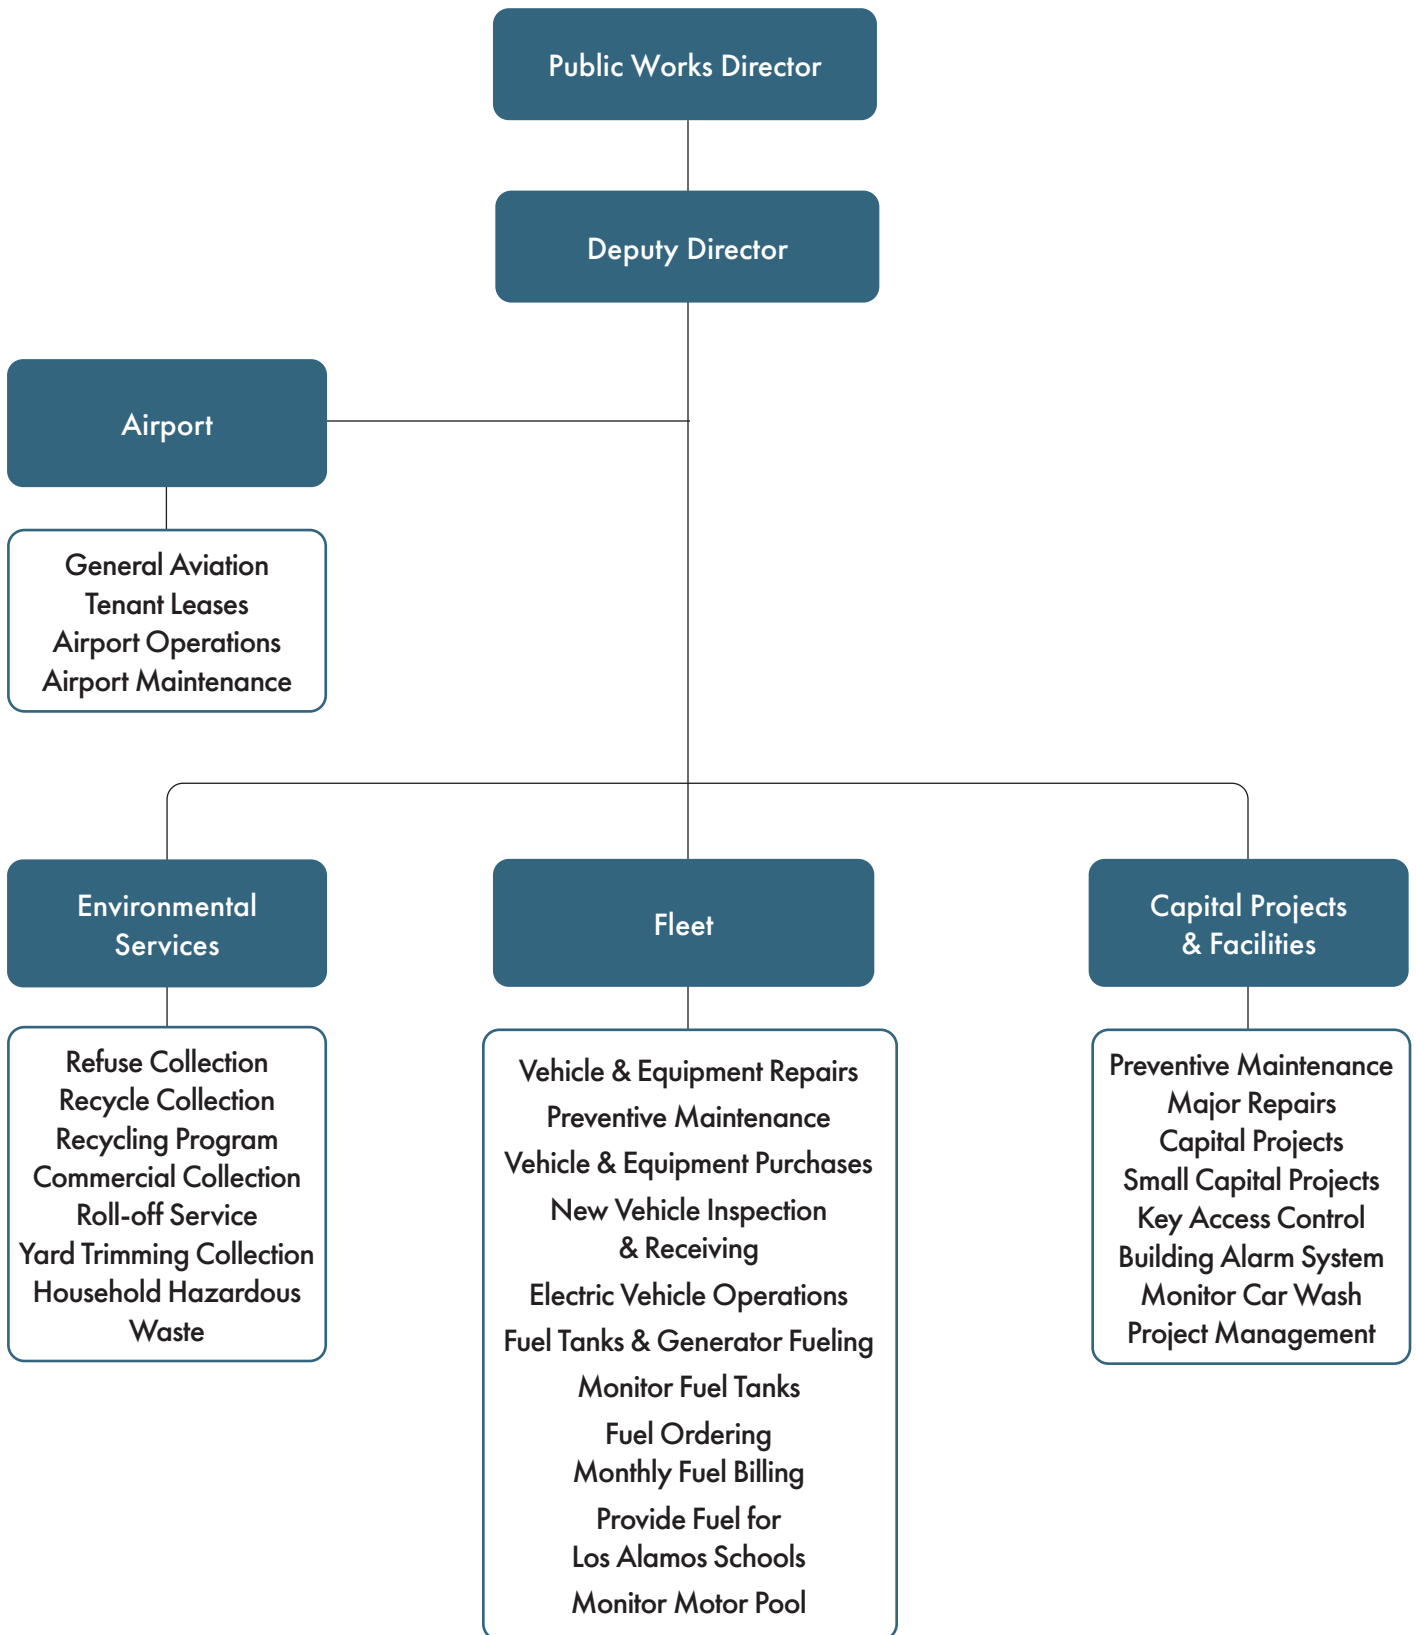 Public Works Director
Deputy Director
Airport
General Aviation
Tenant Leases
Airport Operations
Airport Maintenance
Environmental
Services
Refuse Collection
Recycle Collection
Recycling Program
Commercial Collection
Roll-off Service
Yard Trimming Collection
Household Hazardous
Waste
Fleet
Vehicle & Equipment Repairs
Preventive Maintenance
Vehicle & Equipment Purchases
New Vehicle Inspection
& Receiving
Electric Vehicle Operations
Fuel Tanks & Generator Fueling
Monitor Fuel Tanks
Fuel Ordering
Monthly Fuel Billing
Provide Fuel for
Los Alamos Schools
Monitor Motor Pool
Capital Projects
& Facilities
Preventive Maintenance
Major Repairs
Capital Projects
Small Capital Projects
Key Access Control
Building Alarm System
Monitor Car Wash
Project Management